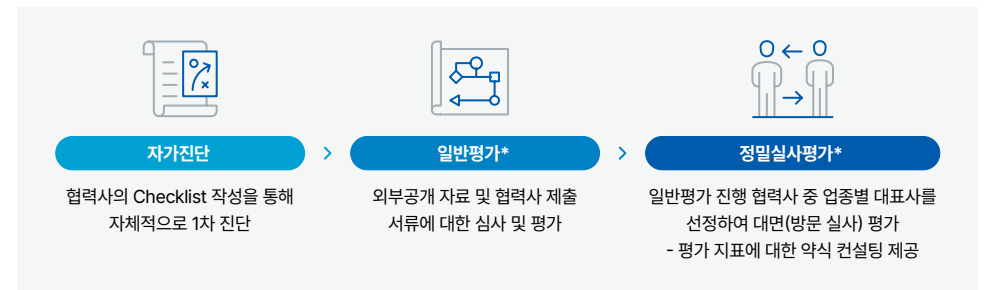 자가진단
협력사의 Checklist 작성을 통해
자체적으로 1차 진단
일반평가*
외부공개 자료 및 협력사 제출
서류에 대한 심사 및 평가
정밀실사평가*
일반평가 진행 협력사 중 업종별 대표사를
선정하여 대면(방문 실사) 평가
- 평가 지표에 대한 약식 컨설팅 제공